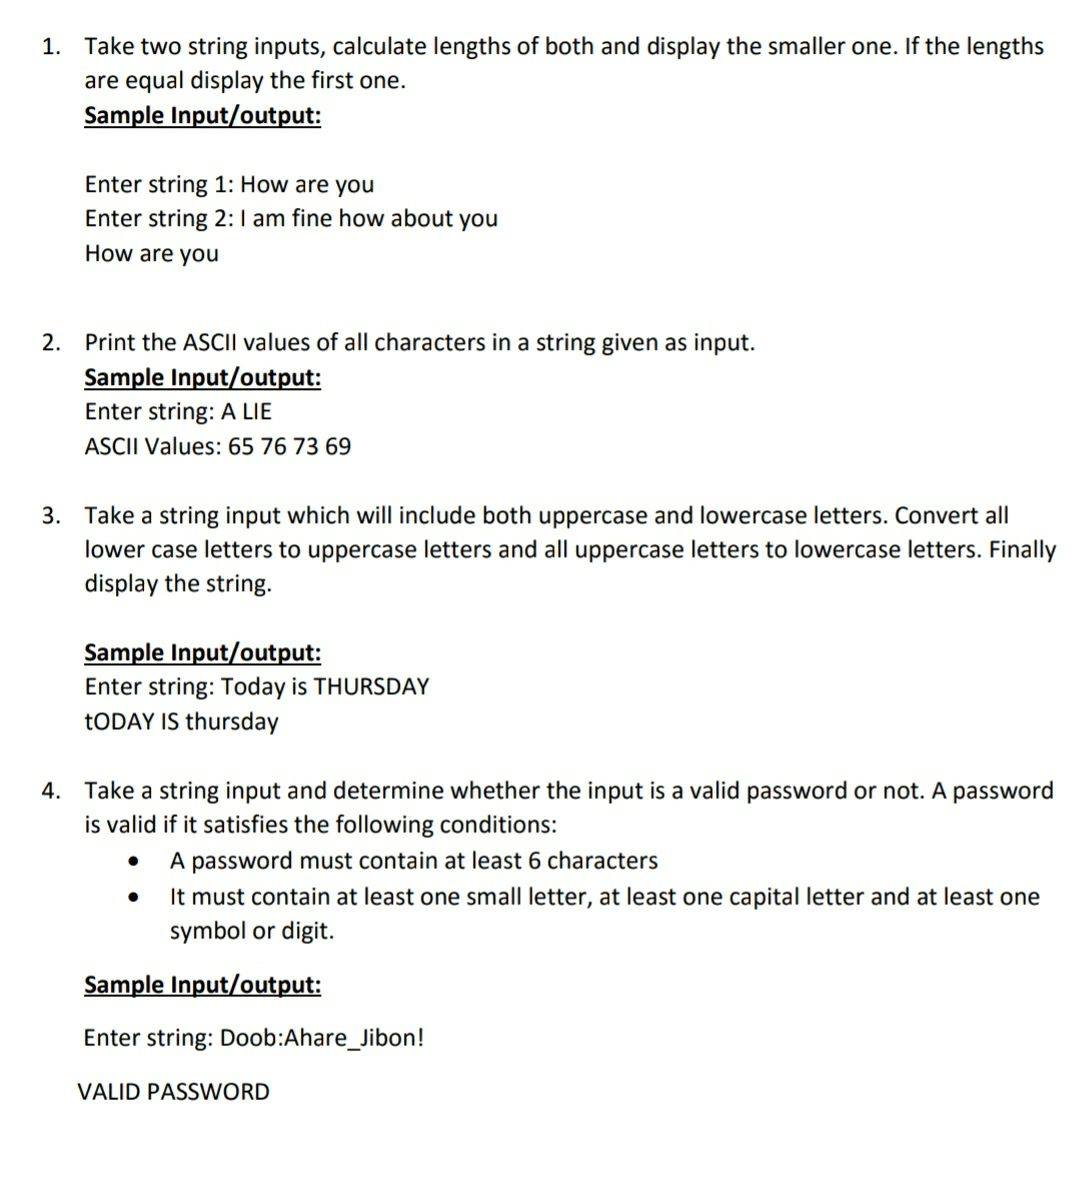 1. Take two string inputs, calculate lengths of both and display the smaller one. If the lengths
are equal display the first one.
Sample Input/output:
Enter string 1: How are you
Enter string 2: I am fine how about you
How are you
2. Print the ASCII values of all characters in a string given as input.
Sample Input/output:
Enter string: A LIE
ASCII Values: 65 76 73 69
3. Take a string input which will include both uppercase and lowercase letters. Convert all
lower case letters to uppercase letters and all uppercase letters to lowercase letters. Finally
display the string.
Sample Input/output:
Enter string: Today is THURSDAY
tODAY IS thursday
4. Take a string input and determine whether the input is a valid password or not. A password
is valid if it satisfies the following conditions:
• A password must contain at least 6 characters
• It must contain at least one small letter, at least one capital letter and at least one
symbol or digit.
Sample Input/output:
Enter string: Doob:Ahare_Jibon!
VALID PASSWORD